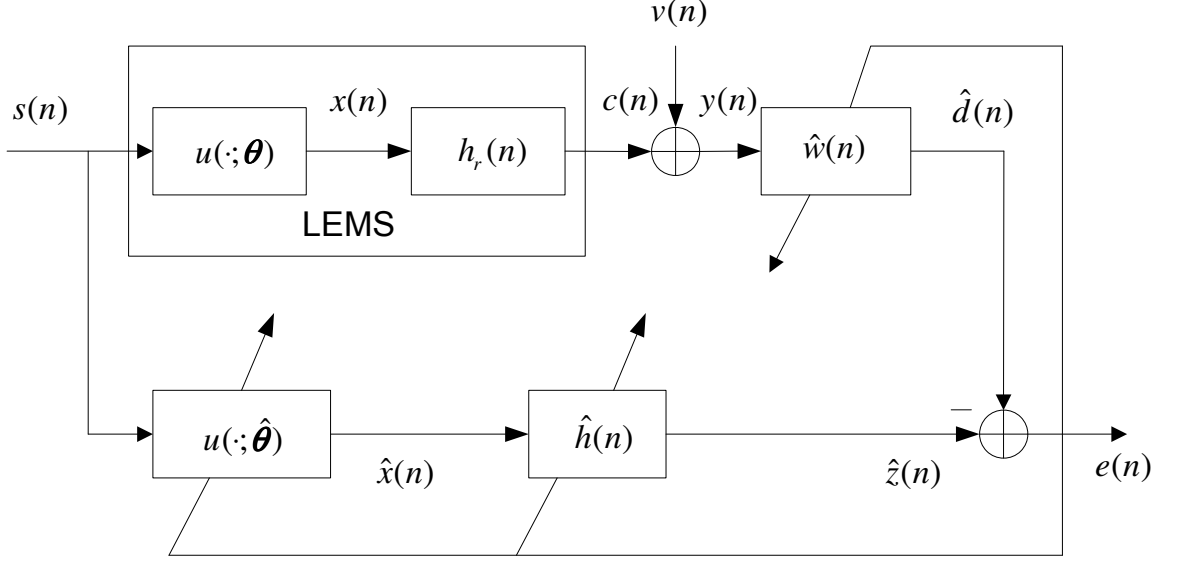 v(n)
s(n)
x(n)
c(n)
y(n)
d̂(n)
u(·;θ)
h_r(n)
ŵ(n)
LEMS
u(·;θ̂)
ĥ(n)
−
x̂(n)
ẑ(n)
e(n)